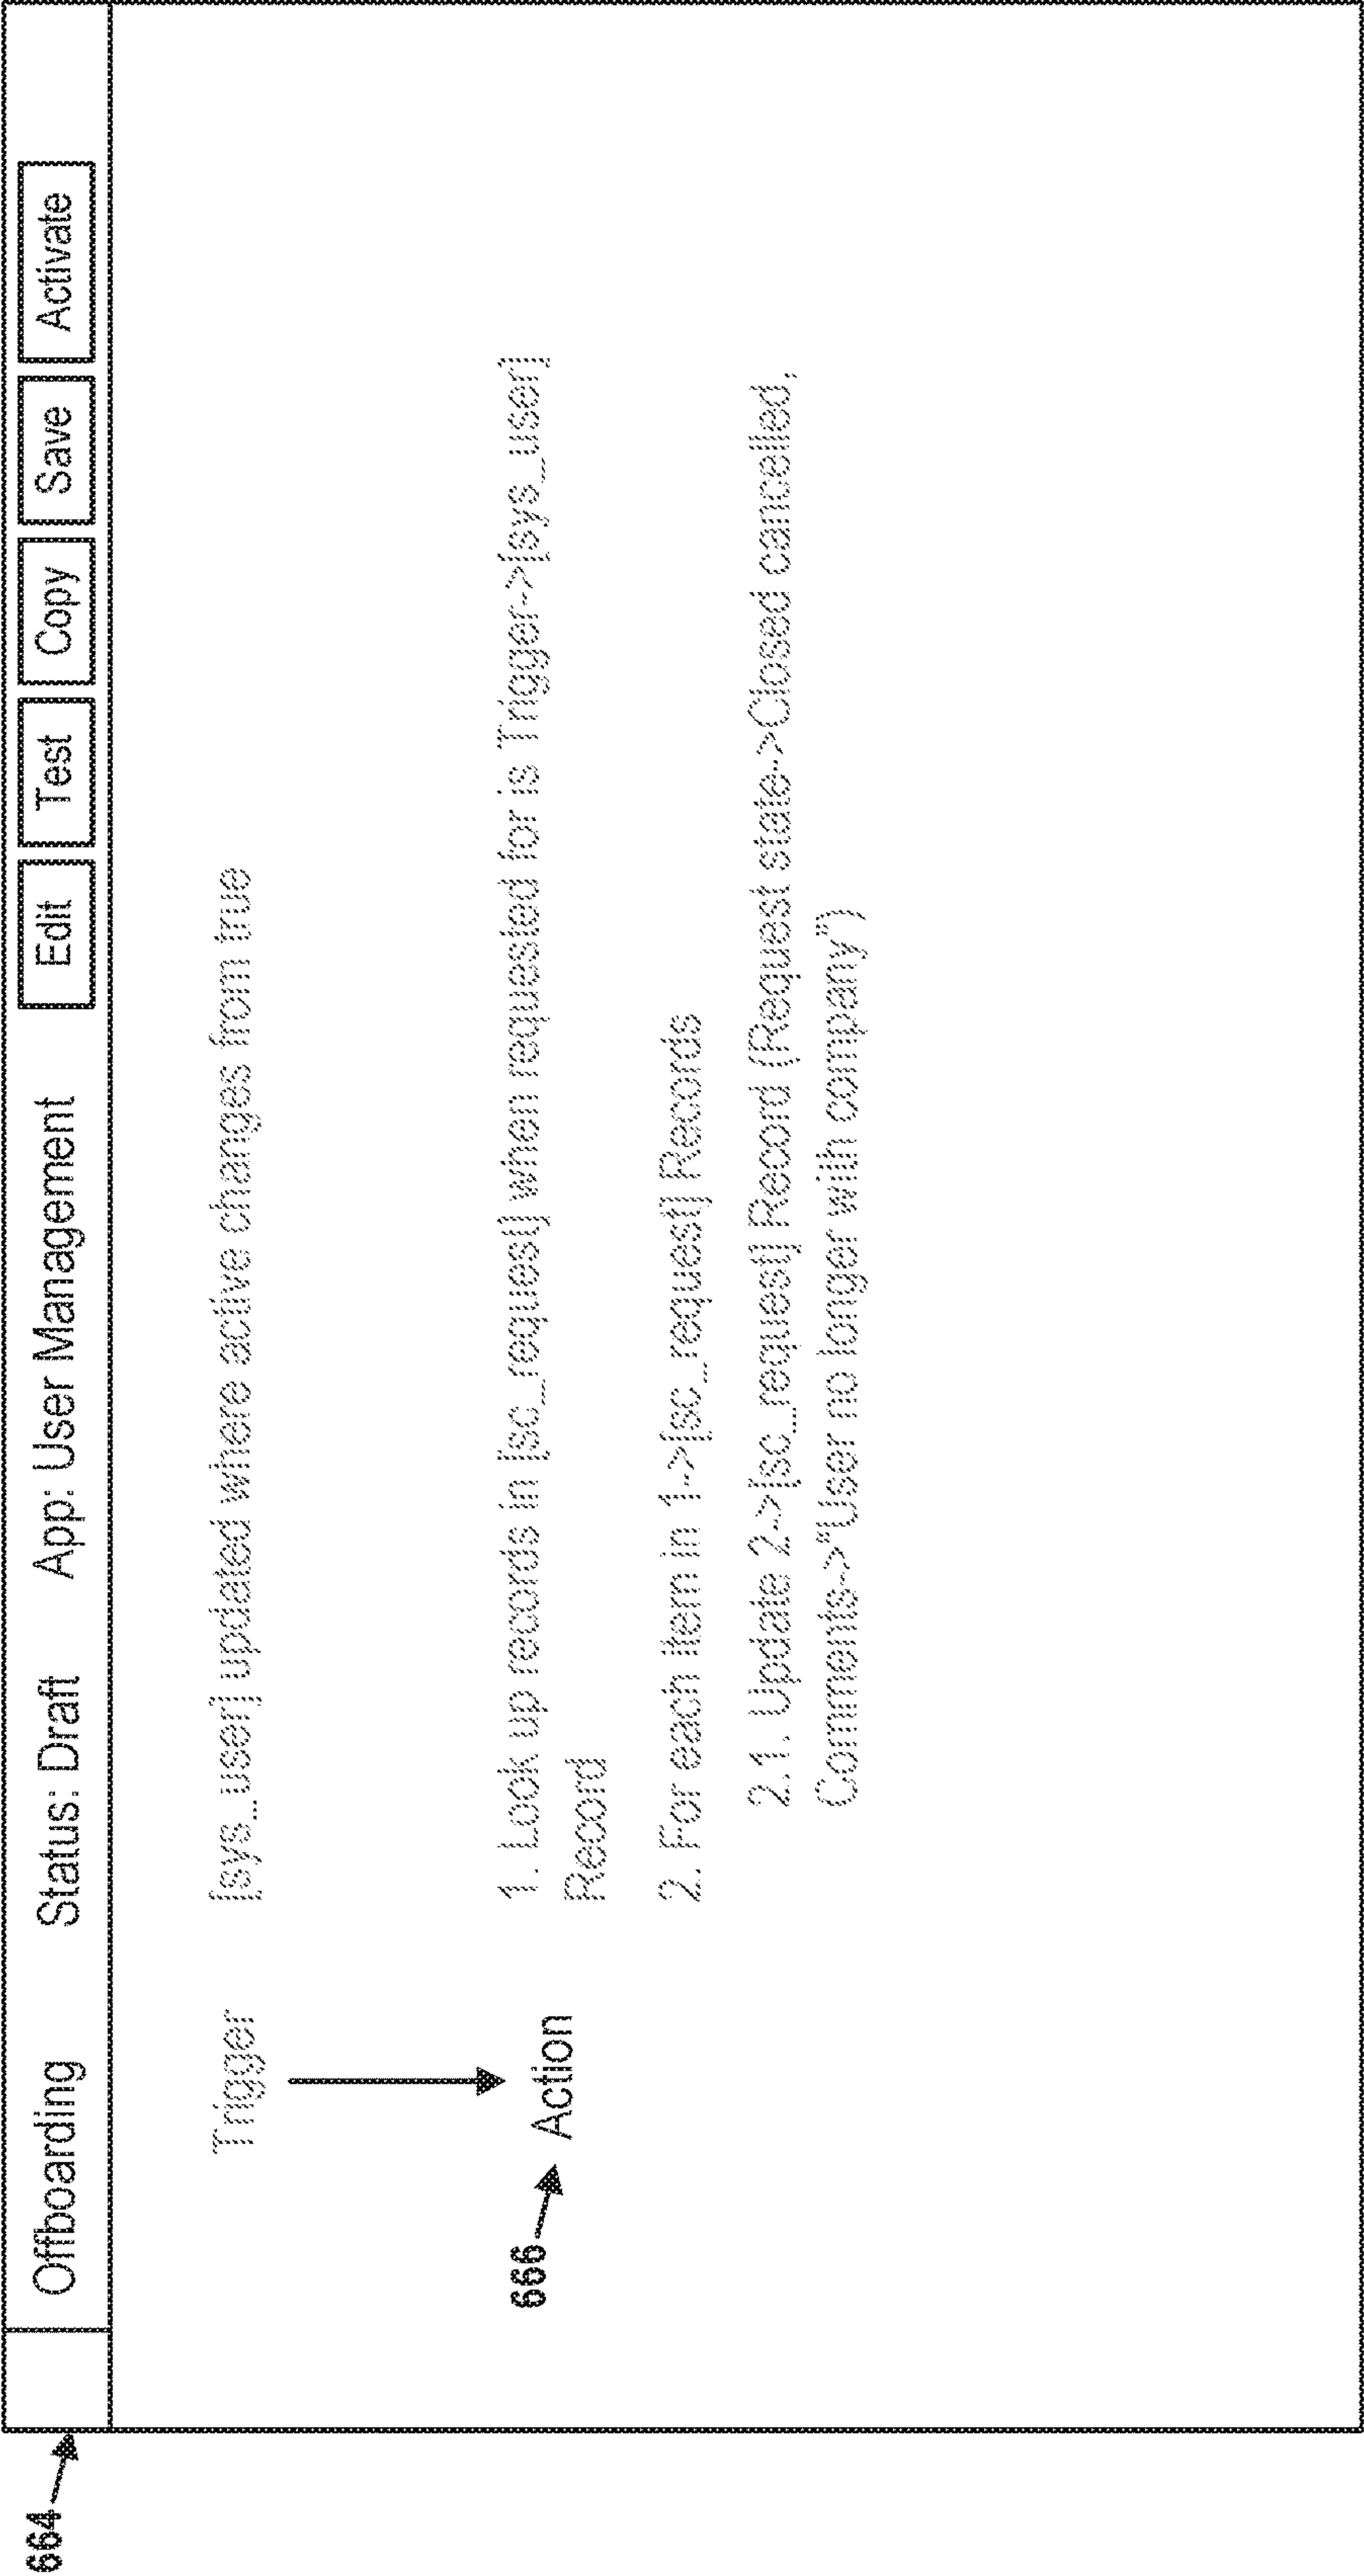 664
Offboarding Status: Draft App: User Management Edit Test Copy Save Activate
Trigger [sys_user] updated where active changes from true
666 Action
1. Look up records in [sc_request] when requested for is Trigger->[sys_user]
Record
2. For each item in 1->[sc_request] Records
2.1. Update 2->[sc_request] Record (Request state->Closed cancelled,
Comments->"User no longer with company")